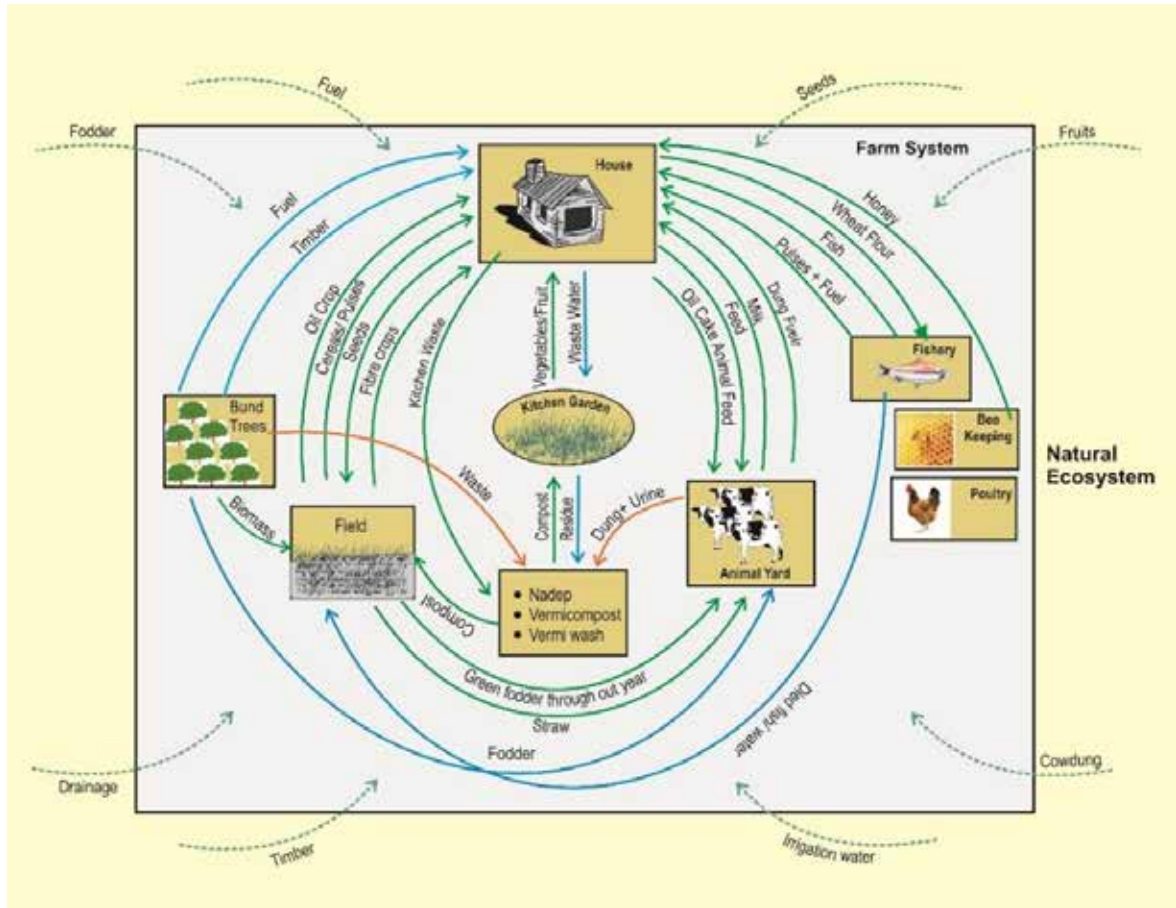 Fuel
Seeds
Fodder
Fruits
Farm System
House
Fuel
Timber
Honey
Wheat Flour
Fish
Pulses + Fuel
Oil Crop
Cereals/ Pulses
Seeds
Fibre crops
Kitchen Waste
Vegetables/Fruit
Waste Water
Oil Cake Animal Feed
Feed
Milk
Dung Fuelr
Fishery
Bund
Trees
Kitchen Garden
Bee
Keeping
Natural
Ecosystem
Poultry
Waste
Biomass
Compost
Residue
Dung+ Urine
Field
Animal Yard
• Nadep
• Vermicompost
• Vermi wash
Compost
Green fodder through out year
Straw
Fodder
Died fish/ water
Drainage
Cowdung
Timber
Irrigation water